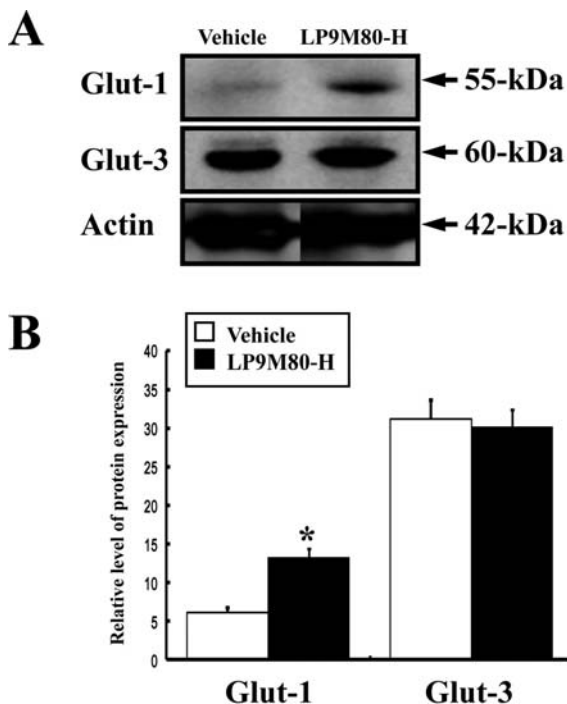 A
Vehicle LP9M80-H
Glut-1 55-kDa
Glut-3 60-kDa
Actin 42-kDa
B
Vehicle
LP9M80-H
Relative level of protein expression
40
35
30
25
20
15
10
5
0
*
Glut-1 Glut-3